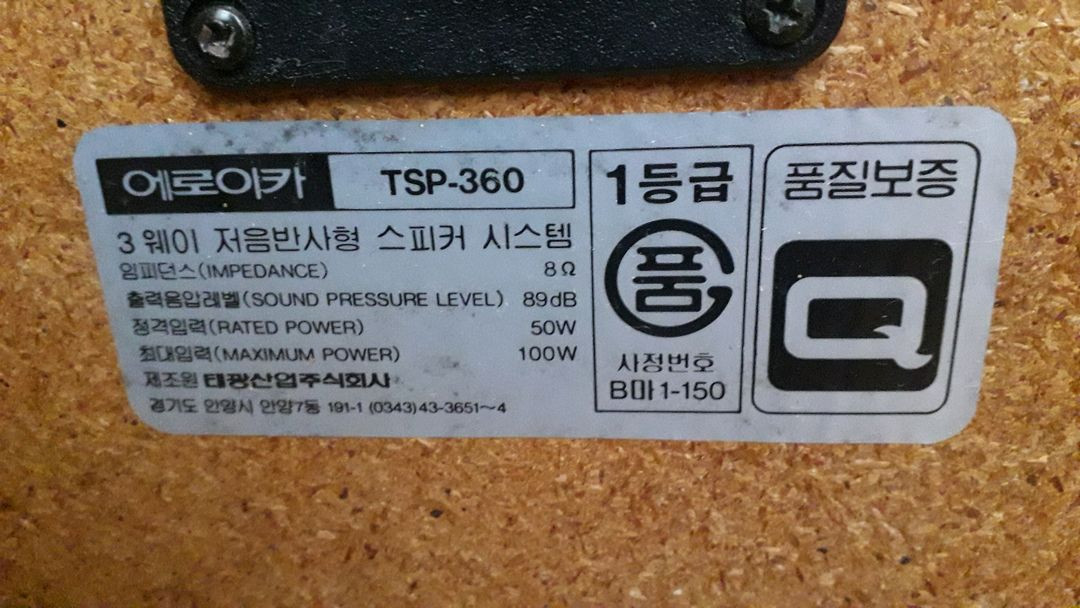 에로이카 TSP-360
3 웨이 저음반사형 스피커 시스템
임피던스(IMPEDANCE) 8Ω
출력음압레벨(SOUND PRESSURE LEVEL) 89dB
정격입력(RATED POWER) 50W
최대입력(MAXIMUM POWER) 100W
제조원 태광산업주식회사
경기도 안양시 안양7동 191-1 (0343)43-3651~4
1등급
품
사정번호
B마1-150
품질보증
Q